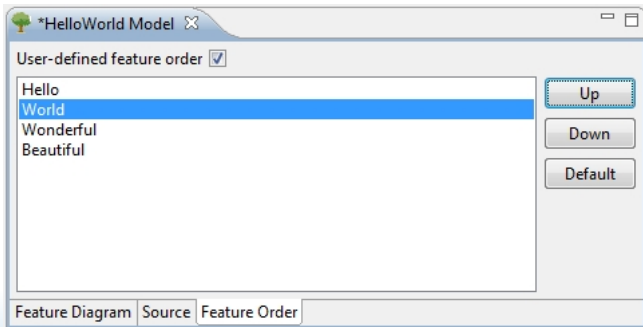 *HelloWorld Model
User-defined feature order
Hello
World
Wonderful
Beautiful
Up
Down
Default
Feature Diagram Source Feature Order